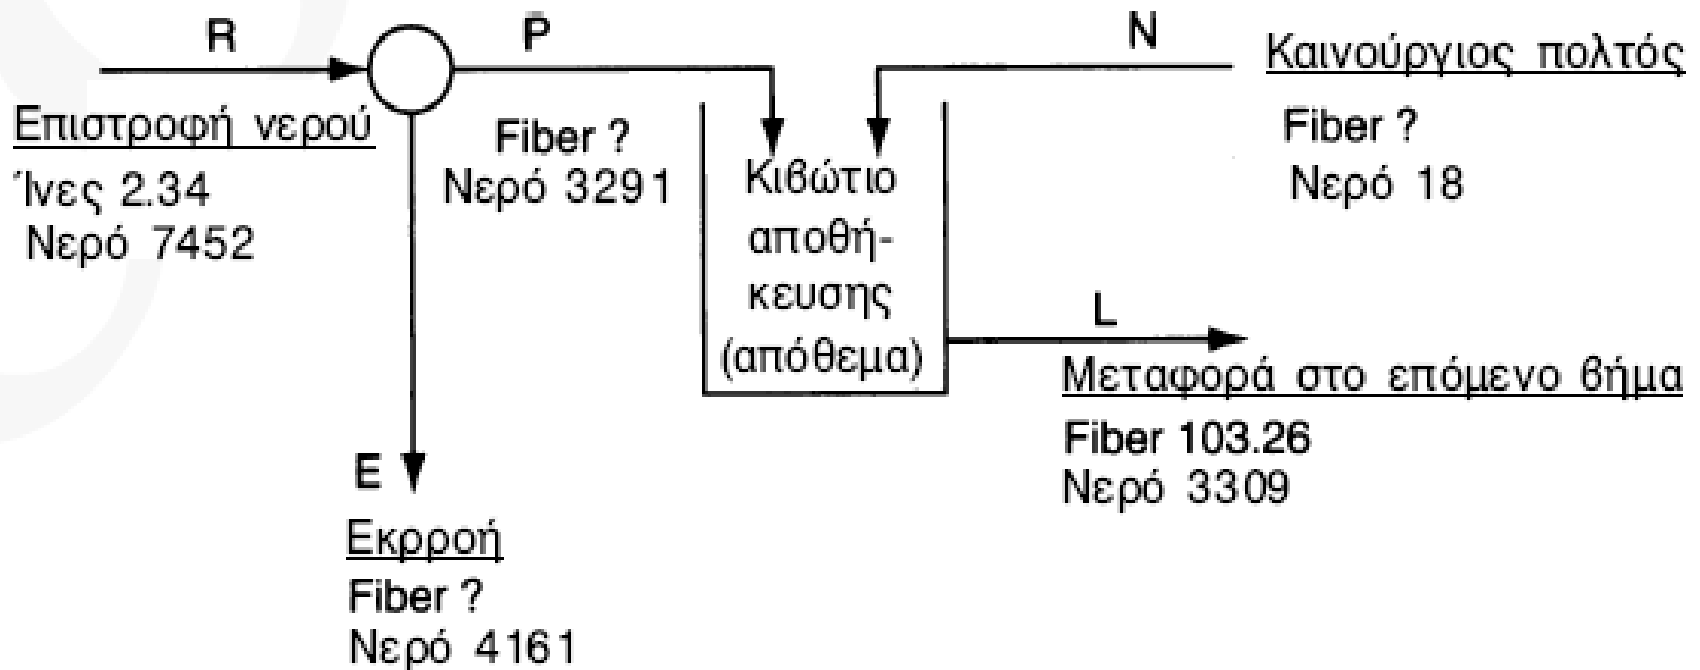 R
P
N
Επιστροφή νερού
Ίνες 2.34
Νερό 7452
Fiber ?
Νερό 3291
Κιβώτιο
αποθή-
κευσης
(απόθεμα)
Καινούργιος πολτός
Fiber ?
Νερό 18
L
Μεταφορά στο επόμενο βήμα
Fiber 103.26
Νερό 3309
E
Εκρροή
Fiber ?
Νερό 4161